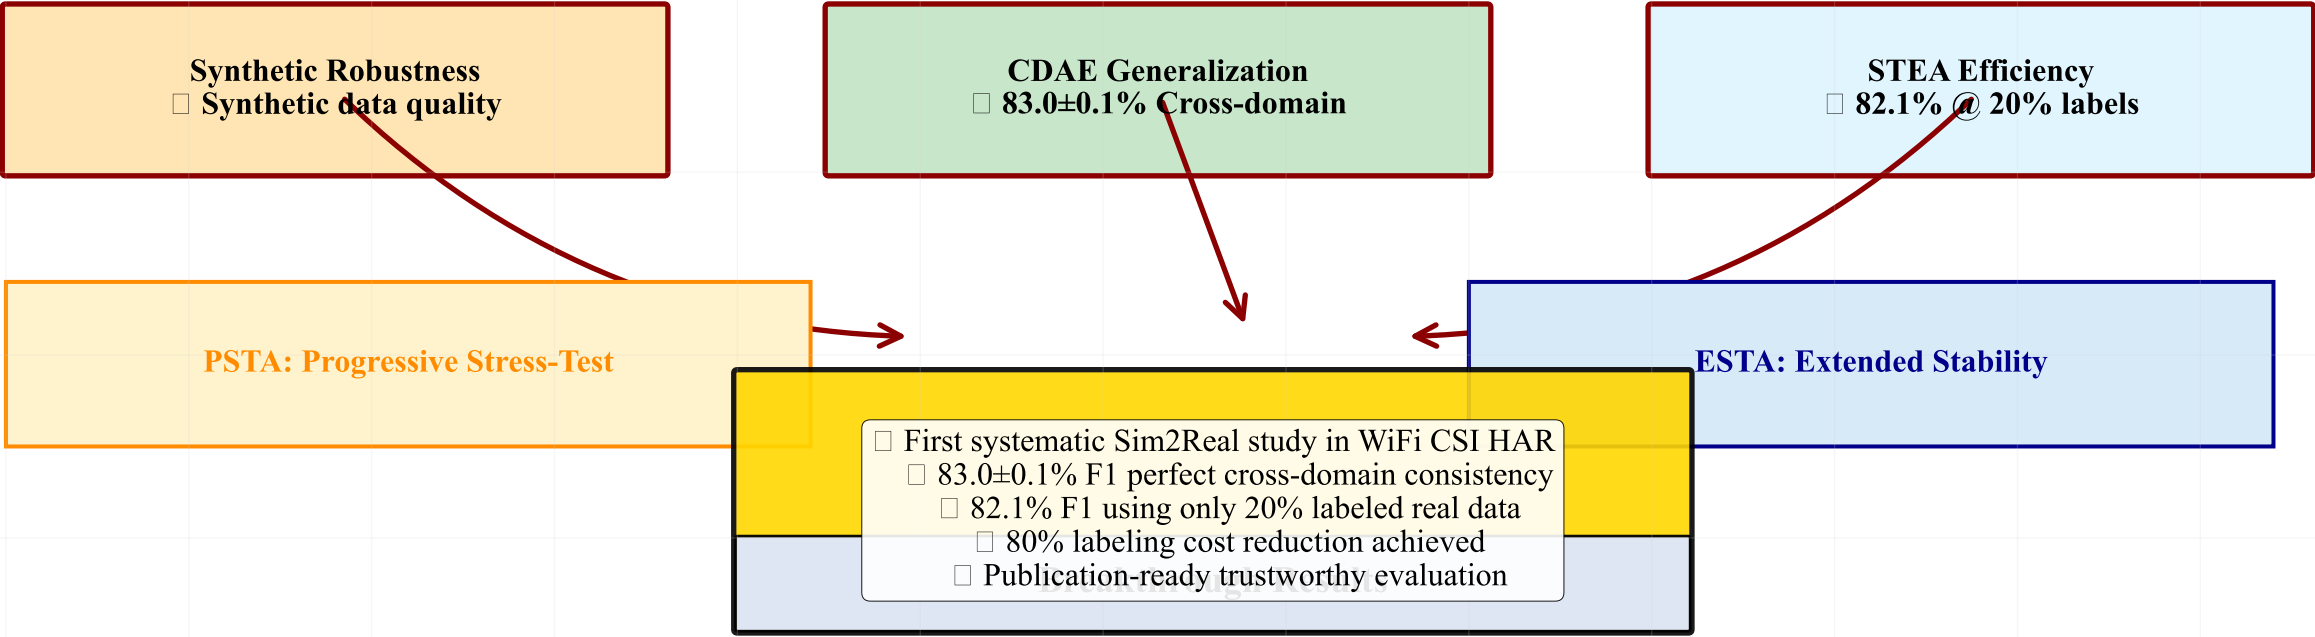 Synthetic Robustness
▯ Synthetic data quality
CDAE Generalization
▯ 83.0±0.1% Cross-domain
STEA Efficiency
▯ 82.1% @ 20% labels
PSTA: Progressive Stress-Test
ESTA: Extended Stability
▯ First systematic Sim2Real study in WiFi CSI HAR
▯ 83.0±0.1% F1 perfect cross-domain consistency
▯ 82.1% F1 using only 20% labeled real data
▯ 80% labeling cost reduction achieved
▯ Publication-ready trustworthy evaluation
Breakthrough Results